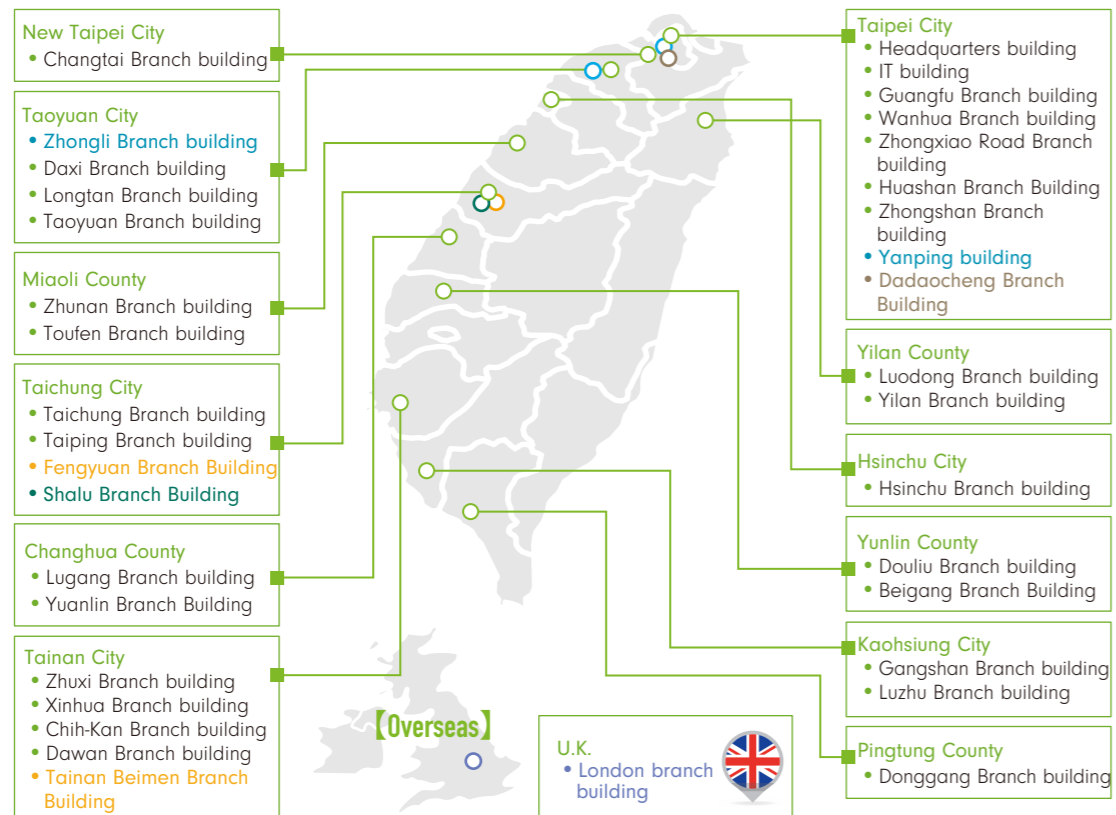 New Taipei City
• Changtai Branch building
Taoyuan City
• Zhongli Branch building
• Daxi Branch building
• Longtan Branch building
• Taoyuan Branch building
Miaoli County
• Zhunan Branch building
• Toufen Branch building
Taichung City
• Taichung Branch building
• Taiping Branch building
• Fengyuan Branch Building
• Shalu Branch Building
Changhua County
• Lugang Branch building
• Yuanlin Branch Building
Tainan City
• Zhuxi Branch building
• Xinhua Branch building
• Chih-Kan Branch building
• Dawan Branch building
• Tainan Beimen Branch
Building
【Overseas】
U.K.
• London branch
building
Taipei City
• Headquarters building
• IT building
• Guangfu Branch building
• Wanhua Branch building
• Zhongxiao Road Branch
building
• Huashan Branch Building
• Zhongshan Branch
building
• Yanping building
• Dadaocheng Branch
Building
Yilan County
• Luodong Branch building
• Yilan Branch building
Hsinchu City
• Hsinchu Branch building
Yunlin County
• Douliu Branch building
• Beigang Branch Building
Kaohsiung City
• Gangshan Branch building
• Luzhu Branch building
Pingtung County
• Donggang Branch building